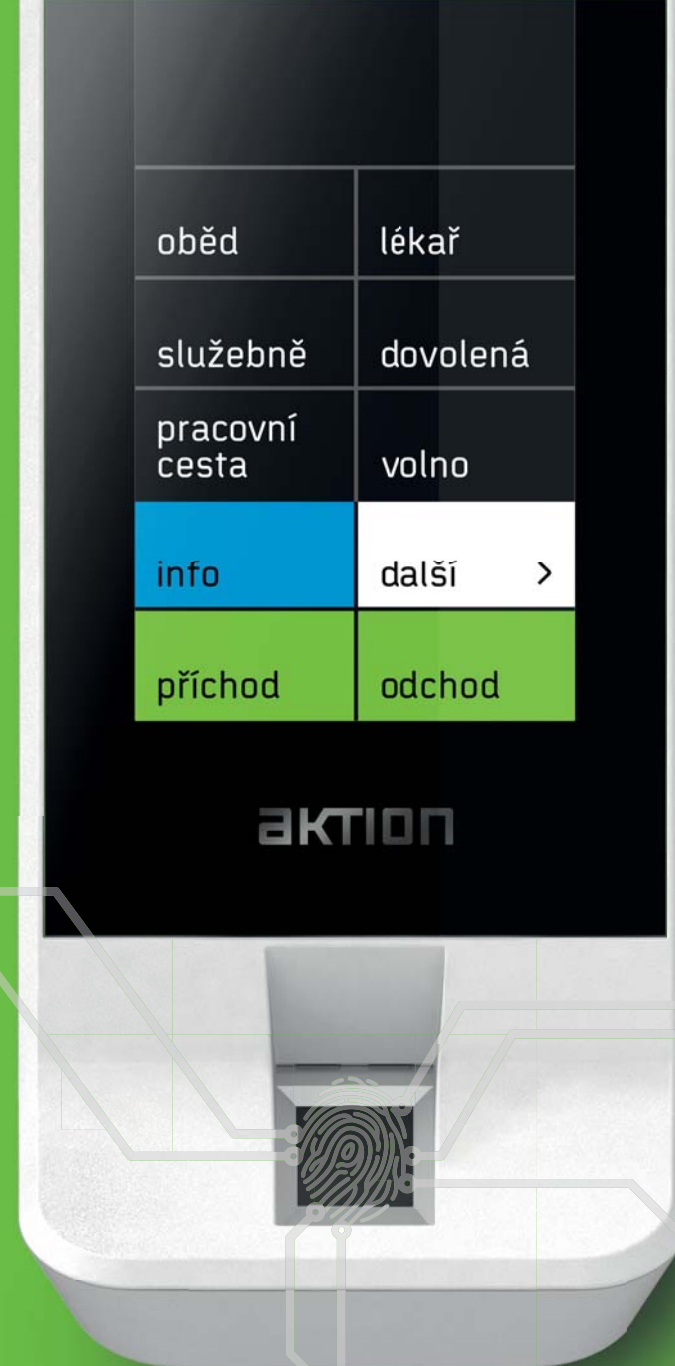 oběd lékař
služebně dovolená
pracovní
cesta volno
info další >
příchod odchod
aktion